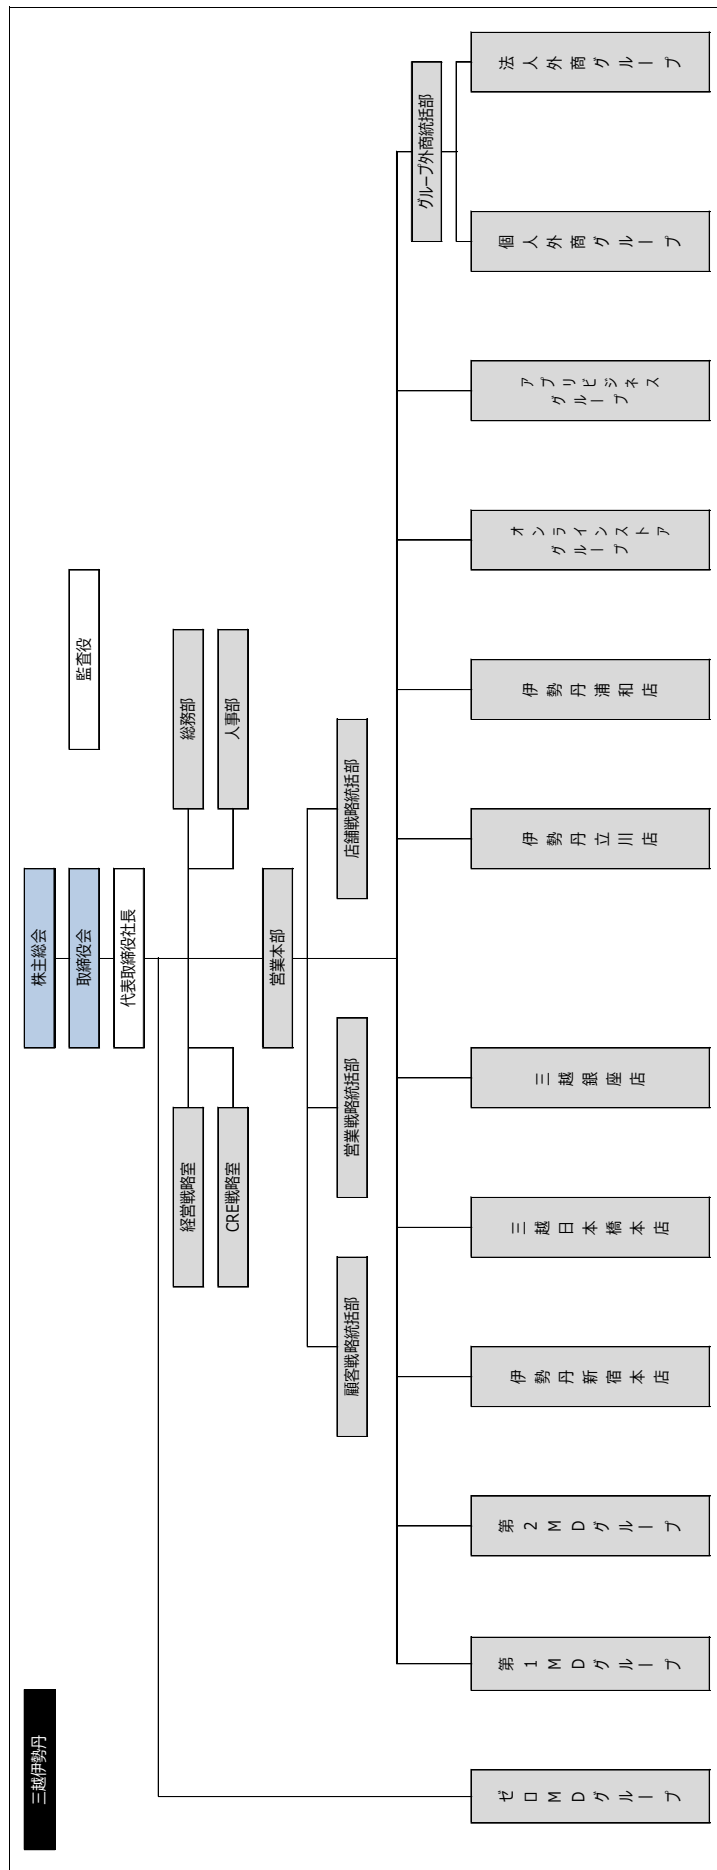 三越伊勢丹
株主総会
取締役会
監査役
代表取締役社長
経営戦略室
総務部
CRE戦略室
人事部
営業本部
顧客戦略統括部
営業戦略統括部
店舗戦略統括部
グループ外商統括部
ゼロMDグループ
第1MDグループ
第2MDグループ
伊勢丹新宿本店
三越日本橋本店
三越銀座店
伊勢丹立川店
伊勢丹浦和店
オンラインストア
グループ
アプリビジネス
グループ
個人外商グループ
法人外商グループ